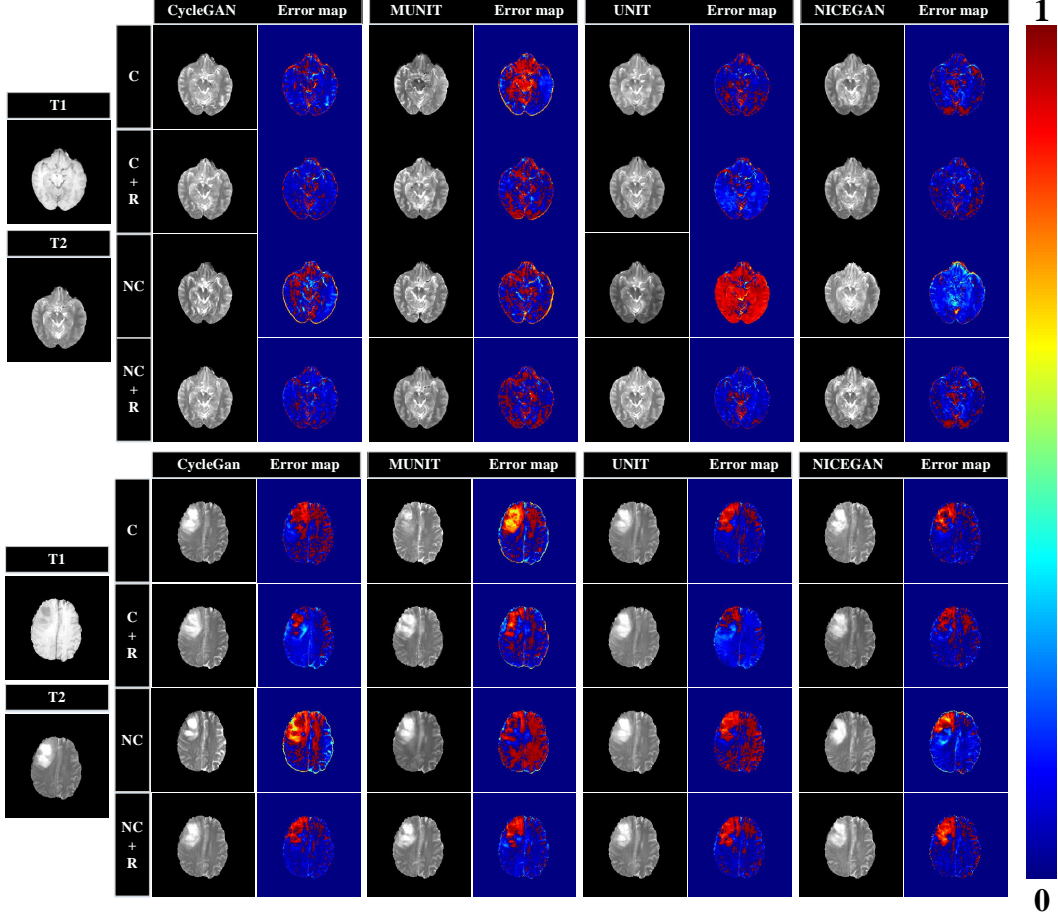 CycleGAN Error map MUNIT Error map UNIT Error map NICEGAN Error map
1
C
T1
C
+
R
T2
NC
NC
+
R
CycleGan Error map MUNIT Error map UNIT Error map NICEGAN Error map
C
T1
C
+
R
T2
NC
NC
+
R
0